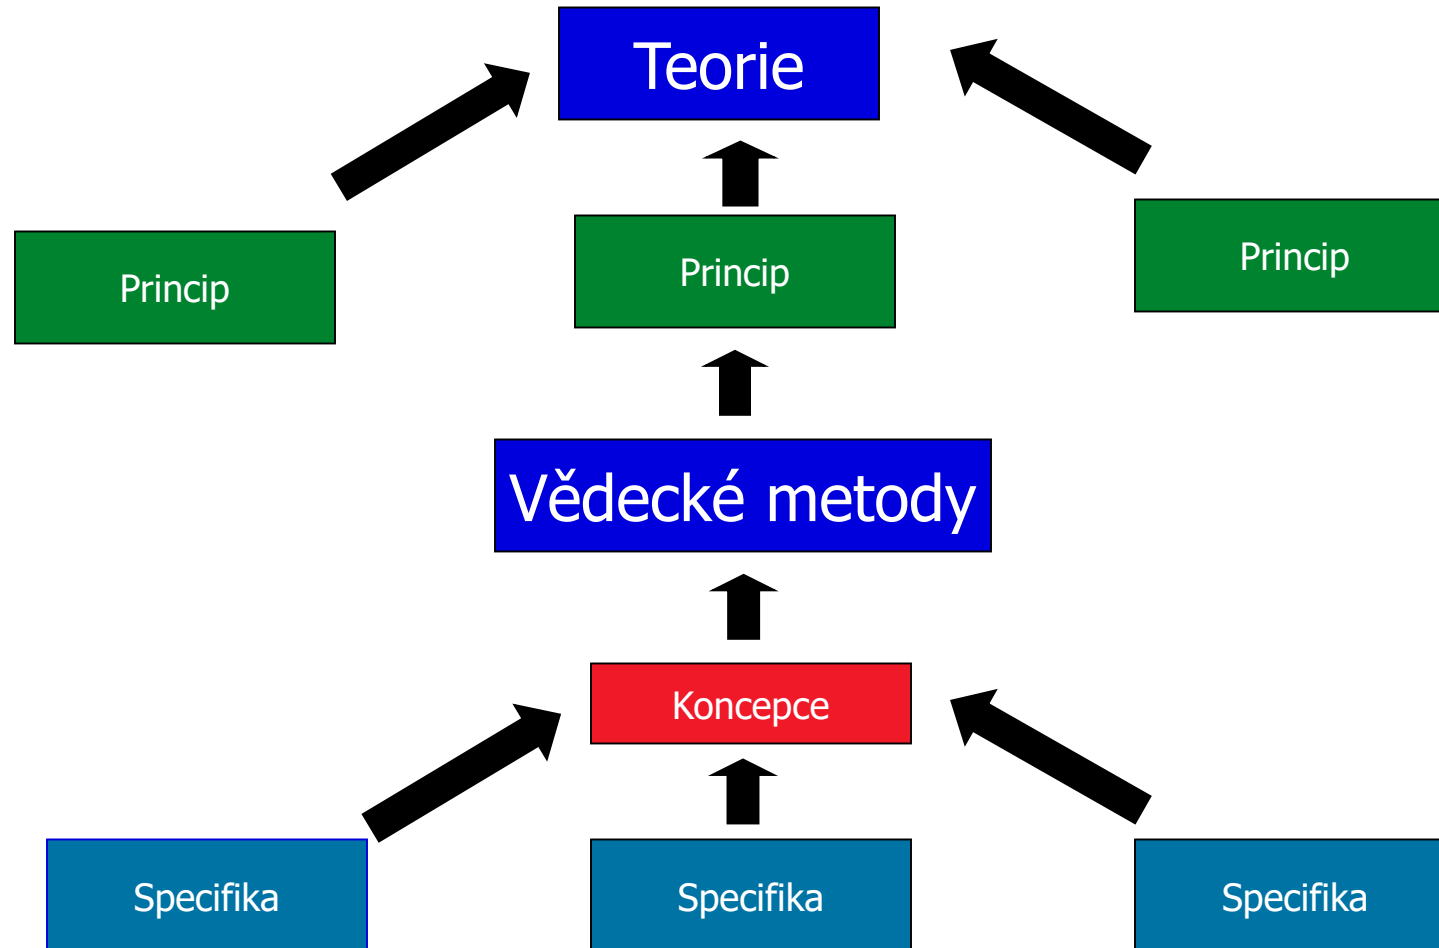 Teorie
Princip
Princip
Princip
Vědecké metody
Koncepce
Specifika
Specifika
Specifika